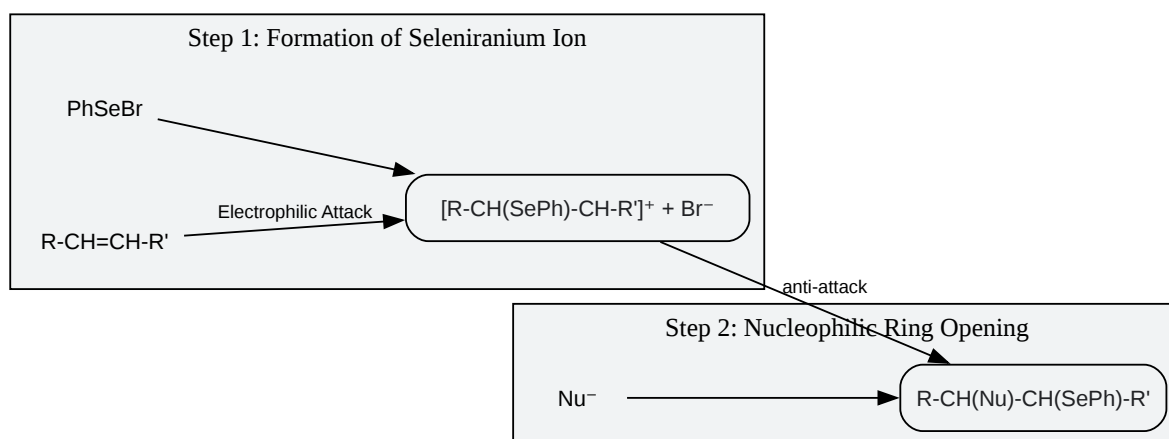 Step 1: Formation of Seleniranium Ion
PhSeBr
Electrophilic Attack
[R-CH(SePh)-CH-R']⁺ + Br⁻
R-CH=CH-R'
anti-attack
Step 2: Nucleophilic Ring Opening
Nu⁻
R-CH(Nu)-CH(SePh)-R'